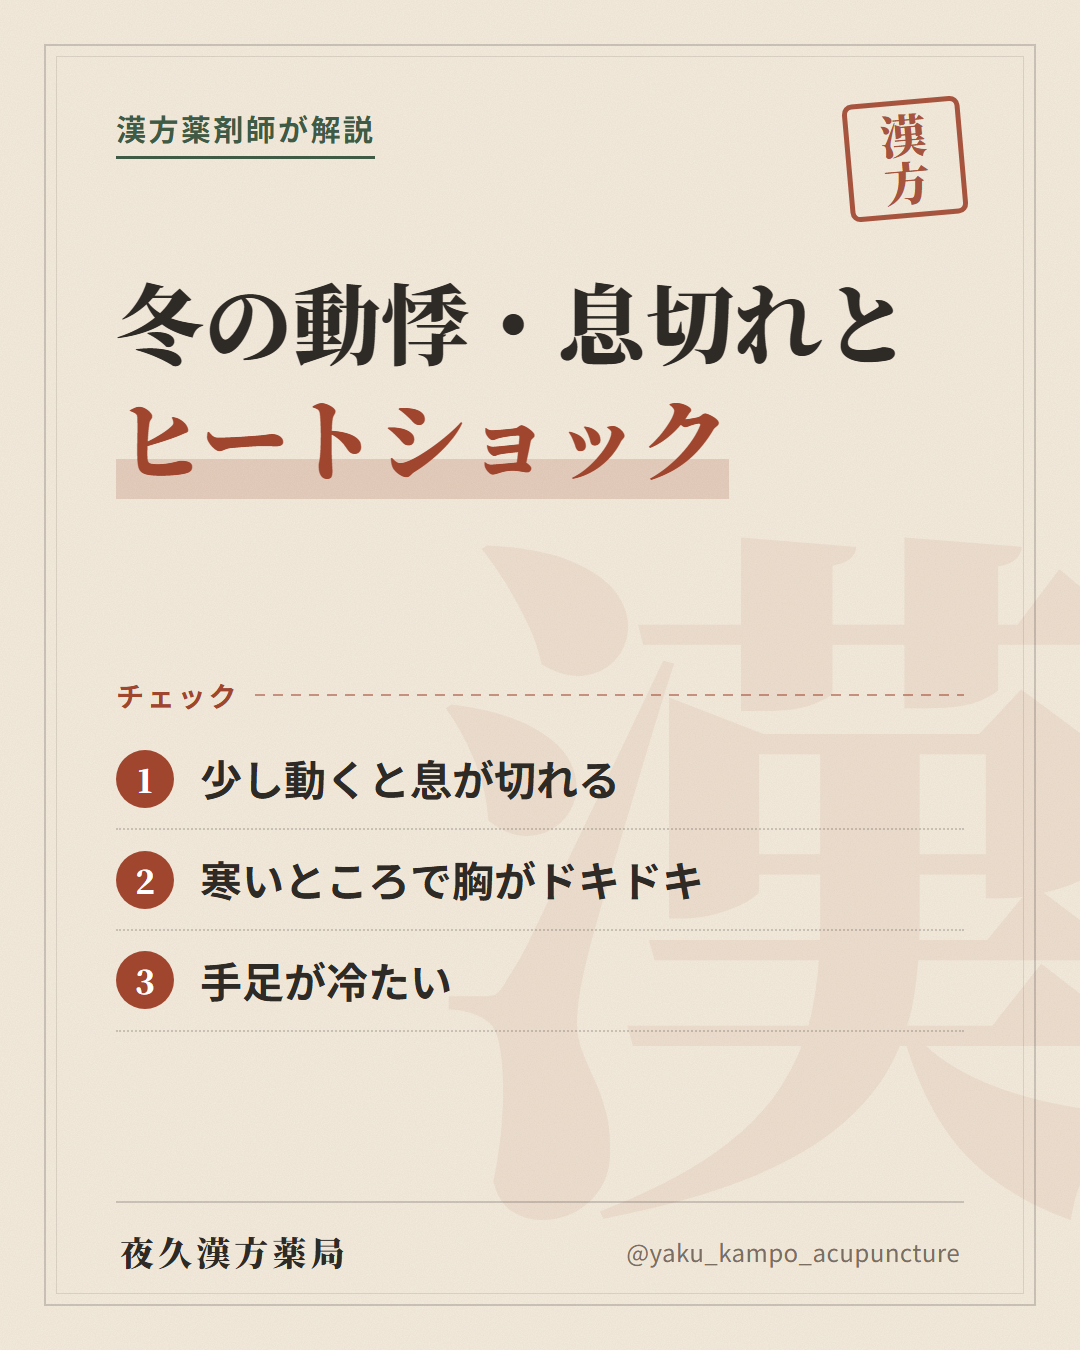 漢方薬剤師が解説
漢方
冬の動悸・息切れと
ヒートショック
チェック
1 少し動くと息が切れる
2 寒いところで胸がドキドキ
3 手足が冷たい
夜久漢方薬局
@yaku_kampo_acupuncture
漢